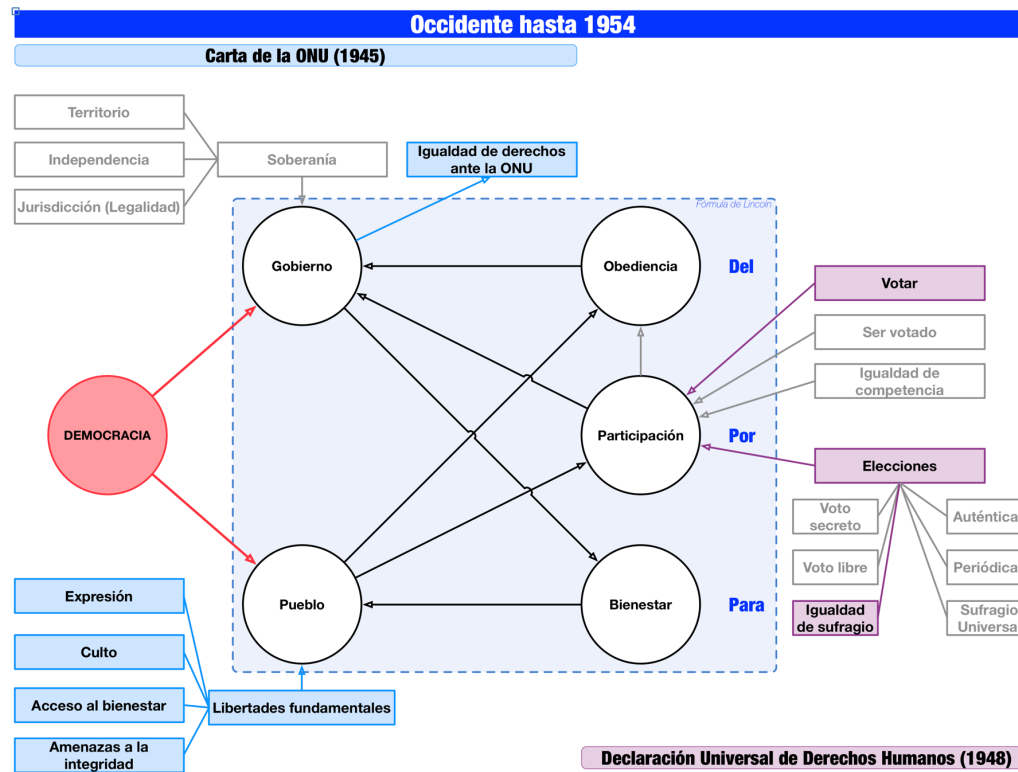 Occidente hasta 1954
Carta de la ONU (1945)
Territorio
Independencia
Jurisdicción (Legalidad)
Soberanía
Igualdad de derechos
ante la ONU
Fórmula de Lincoln
Gobierno
Obediencia
Del
DEMOCRACIA
Participación
Por
Pueblo
Bienestar
Para
Votar
Ser votado
Igualdad de
competencia
Elecciones
Voto
secreto
Auténtica
Voto libre
Periódica
Igualdad
de sufragio
Sufragio
Universa
Expresión
Culto
Acceso al bienestar
Amenazas a la
integridad
Libertades fundamentales
Declaración Universal de Derechos Humanos (1948)